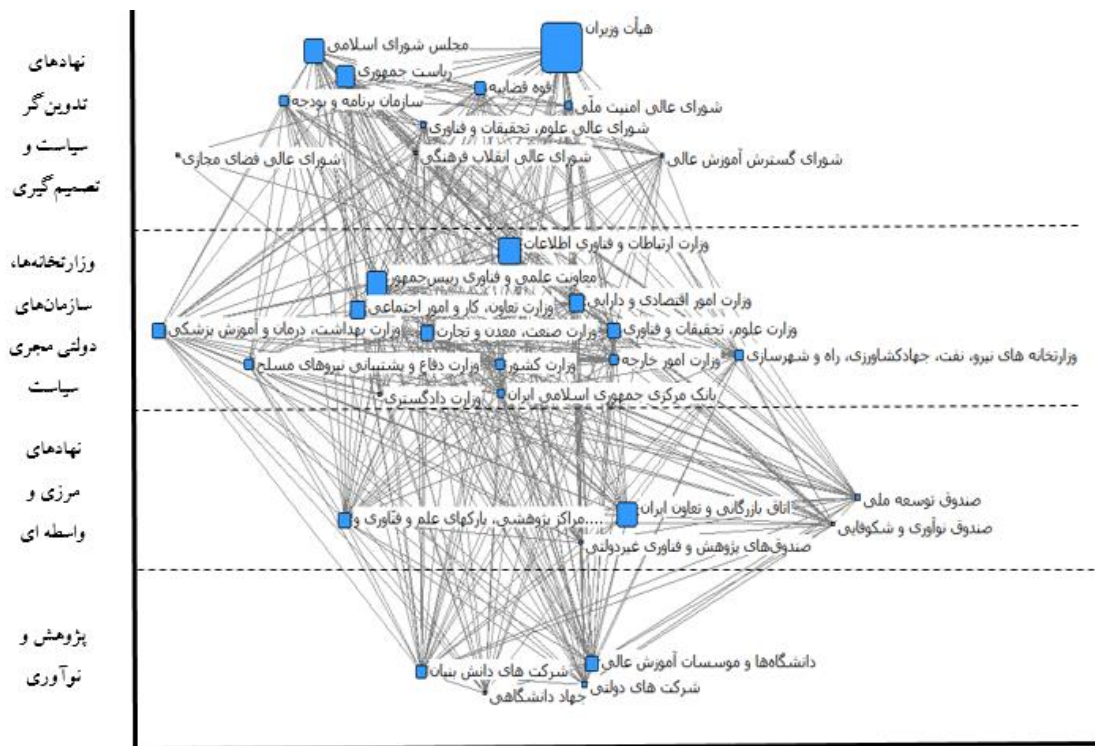 نهادهای
تدوین‌گر
سیاست و
تصمیم‌گیری
هیأت وزیران
مجلس شورای اسلامی
ریاست جمهوری
قوه قضاییه
سازمان برنامه و بودجه
شورای عالی امنیت ملّی
شورای عالی علوم، تحقیقات و فناوری
شورای عالی فضای مجازی
شورای عالی انقلاب فرهنگی
شورای گسترش آموزش عالی
وزارتخانه‌ها،
سازمان‌های
دولتی مجری
سیاست
وزارت ارتباطات و فناوری اطلاعات
معاونت علمی و فناوری رییس‌جمهور
وزارت امور اقتصادی و دارایی
وزارت تعاون، کار و امور اجتماعی
وزارت علوم، تحقیقات و فناوری
وزارت صنعت، معدن و تجارت
وزارت بهداشت، درمان و آموزش پزشکی
وزارتخانه های نیرو، نفت، جهادکشاورزی، راه و شهرسازی
وزارت امور خارجه
وزارت کشور
وزارت دفاع و پشتیبانی نیروهای مسلح
بانک مرکزی جمهوری اسلامی ایران
وزارت دادگستری
نهادهای
مرزی و
واسطه ای
صندوق توسعه ملی
اتاق بازرگانی و تعاون ایران
مراکز پژوهشی، پارکهای علم و فناوری و....
صندوق نوآوری و شکوفایی
صندوق‌های پژوهش و فناوری غیردولتی
پژوهش و
نوآوری
دانشگاه‌ها و موسسات آموزش عالی
شرکت های دانش بنیان
شرکت های دولتی
جهاد دانشگاهی